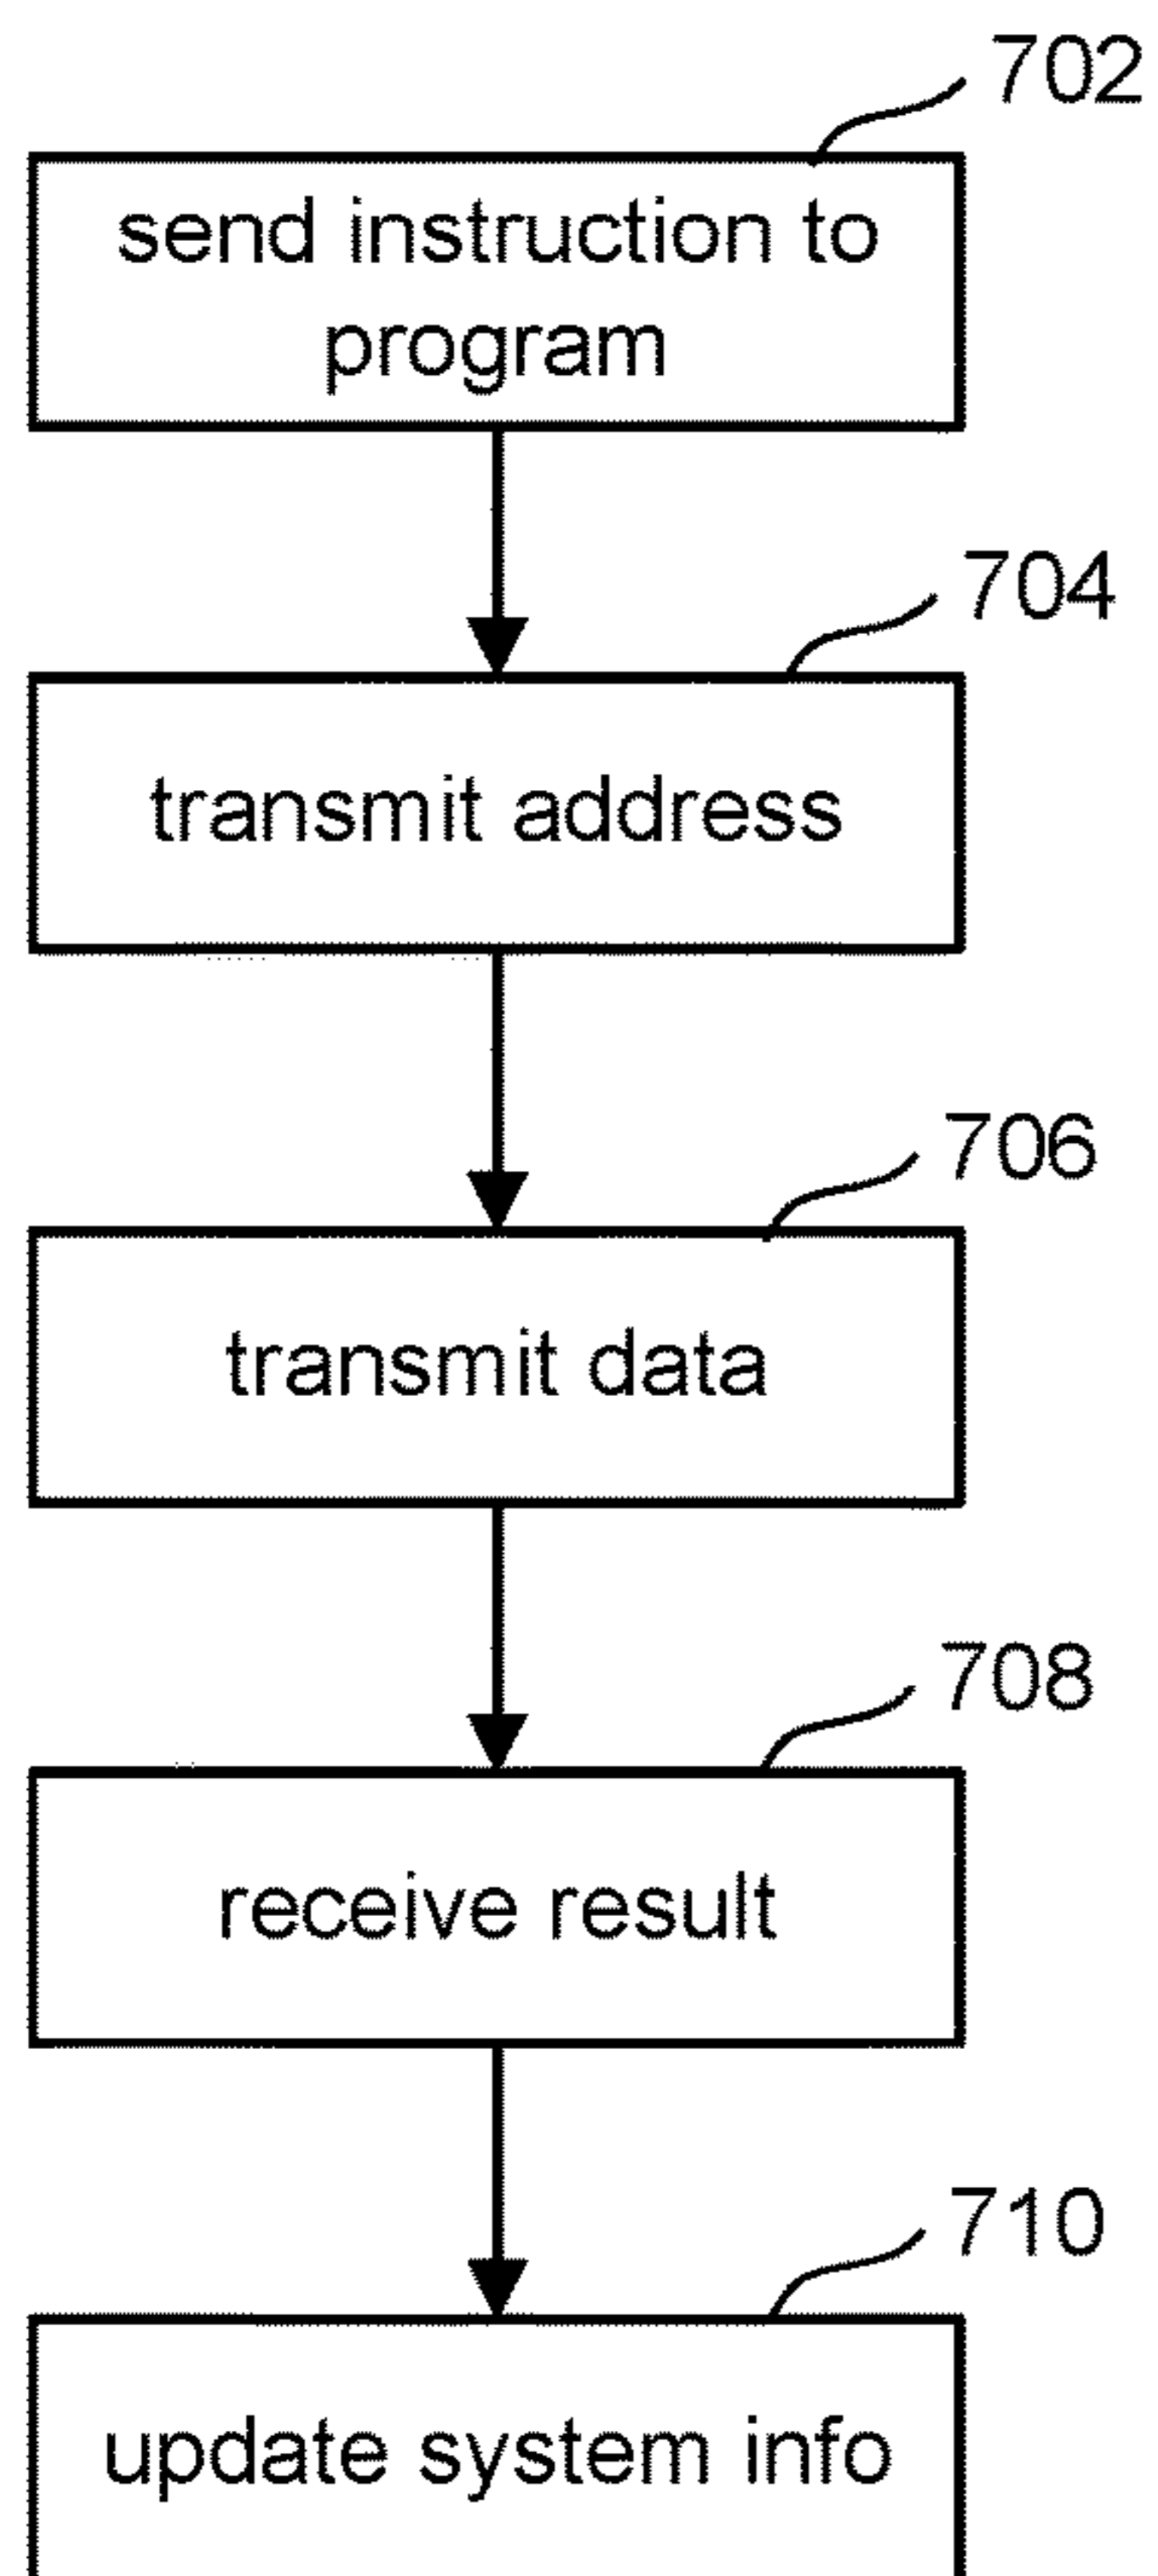 702
send instruction to
program
704
transmit address
706
transmit data
708
receive result
710
update system info